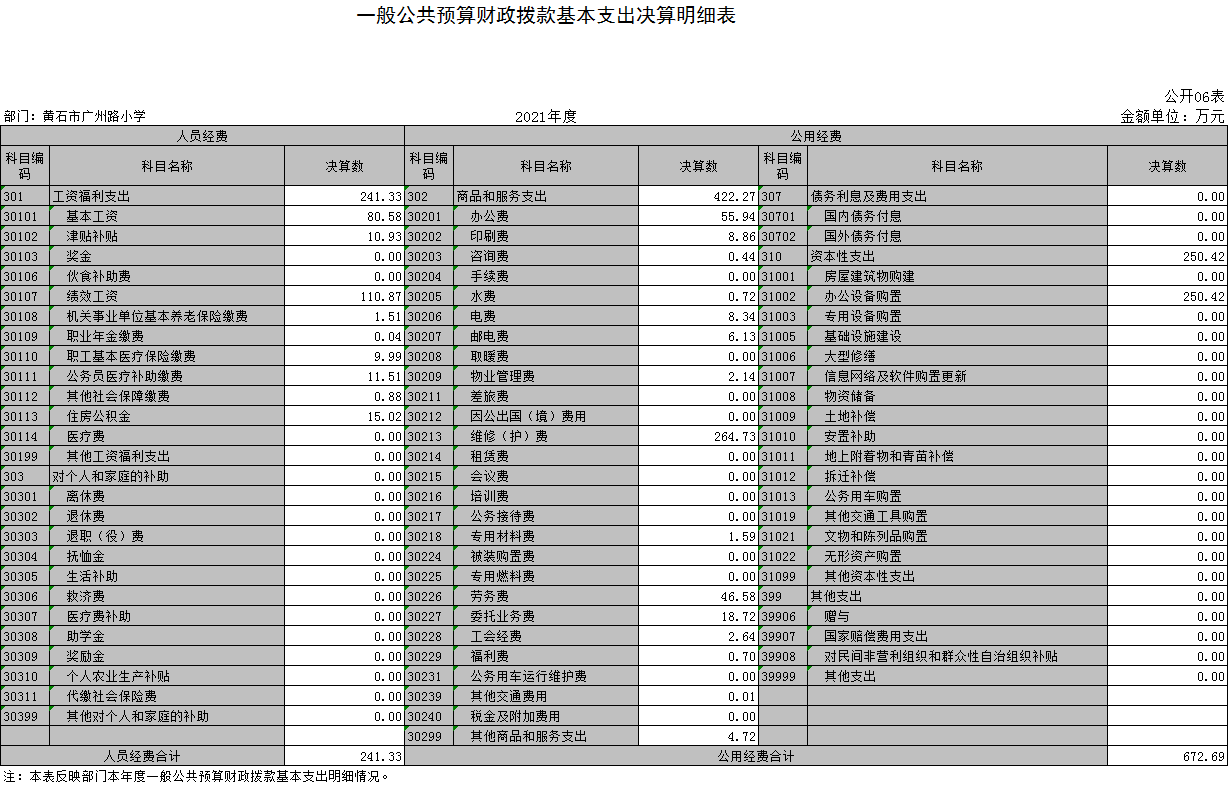 一般公共预算财政拨款基本支出决算明细表
公开06表
部门：黄石市广州路小学 2021年度 金额单位：万元
人员经费 公用经费
科目编码 科目名称 决算数 科目编码 科目名称 决算数 科目编码 科目名称 决算数
301 工资福利支出 241.33 302 商品和服务支出 422.27 307 债务利息及费用支出 0.00
30101 基本工资 80.58 30201 办公费 55.94 30701 国内债务付息 0.00
30102 津贴补贴 10.93 30202 印刷费 8.86 30702 国外债务付息 0.00
30103 奖金 0.00 30203 咨询费 0.44 310 资本性支出 250.42
30106 伙食补助费 0.00 30204 手续费 0.00 31001 房屋建筑物购建 0.00
30107 绩效工资 110.87 30205 水费 0.72 31002 办公设备购置 250.42
30108 机关事业单位基本养老保险缴费 1.51 30206 电费 8.34 31003 专用设备购置 0.00
30109 职业年金缴费 0.04 30207 邮电费 6.13 31005 基础设施建设 0.00
30110 职工基本医疗保险缴费 9.99 30208 取暖费 0.00 31006 大型修缮 0.00
30111 公务员医疗补助缴费 11.51 30209 物业管理费 2.14 31007 信息网络及软件购置更新 0.00
30112 其他社会保障缴费 0.88 30211 差旅费 0.00 31008 物资储备 0.00
30113 住房公积金 15.02 30212 因公出国（境）费用 0.00 31009 土地补偿 0.00
30114 医疗费 0.00 30213 维修（护）费 264.73 31010 安置补助 0.00
30199 其他工资福利支出 0.00 30214 租赁费 0.00 31011 地上附着物和青苗补偿 0.00
303 对个人和家庭的补助 0.00 30215 会议费 0.00 31012 拆迁补偿 0.00
30301 离休费 0.00 30216 培训费 0.00 31013 公务用车购置 0.00
30302 退休费 0.00 30217 公务接待费 0.00 31019 其他交通工具购置 0.00
30303 退职（役）费 0.00 30218 专用材料费 1.59 31021 文物和陈列品购置 0.00
30304 抚恤金 0.00 30224 被装购置费 0.00 31022 无形资产购置 0.00
30305 生活补助 0.00 30225 专用燃料费 0.00 31099 其他资本性支出 0.00
30306 救济费 0.00 30226 劳务费 46.58 399 其他支出 0.00
30307 医疗费补助 0.00 30227 委托业务费 18.72 39906 赠与 0.00
30308 助学金 0.00 30228 工会经费 2.64 39907 国家赔偿费用支出 0.00
30309 奖励金 0.00 30229 福利费 0.70 39908 对民间非营利组织和群众性自治组织补贴 0.00
30310 个人农业生产补贴 0.00 30231 公务用车运行维护费 0.00 39999 其他支出 0.00
30311 代缴社会保险费 0.00 30239 其他交通费用 0.01
30399 其他对个人和家庭的补助 0.00 30240 税金及附加费用 0.00
30299 其他商品和服务支出 4.72
人员经费合计 241.33 公用经费合计 672.69
注：本表反映部门本年度一般公共预算财政拨款基本支出明细情况。